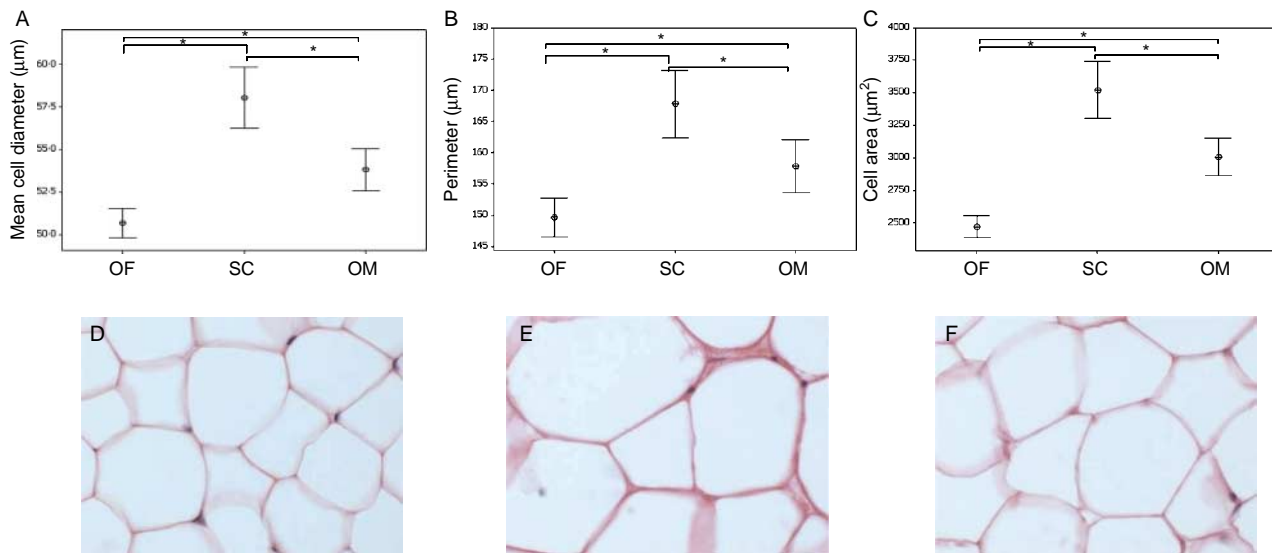 A
Mean cell diameter (μm)
60·0
57·5
55·0
52·5
50·0
*
*
*
OF SC OM
B
Perimeter (μm)
180
175
170
165
160
155
150
145
*
*
*
OF SC OM
C
Cell area (μm²)
4000
3750
3500
3250
3000
2750
2500
*
*
*
OF SC OM
D
E
F